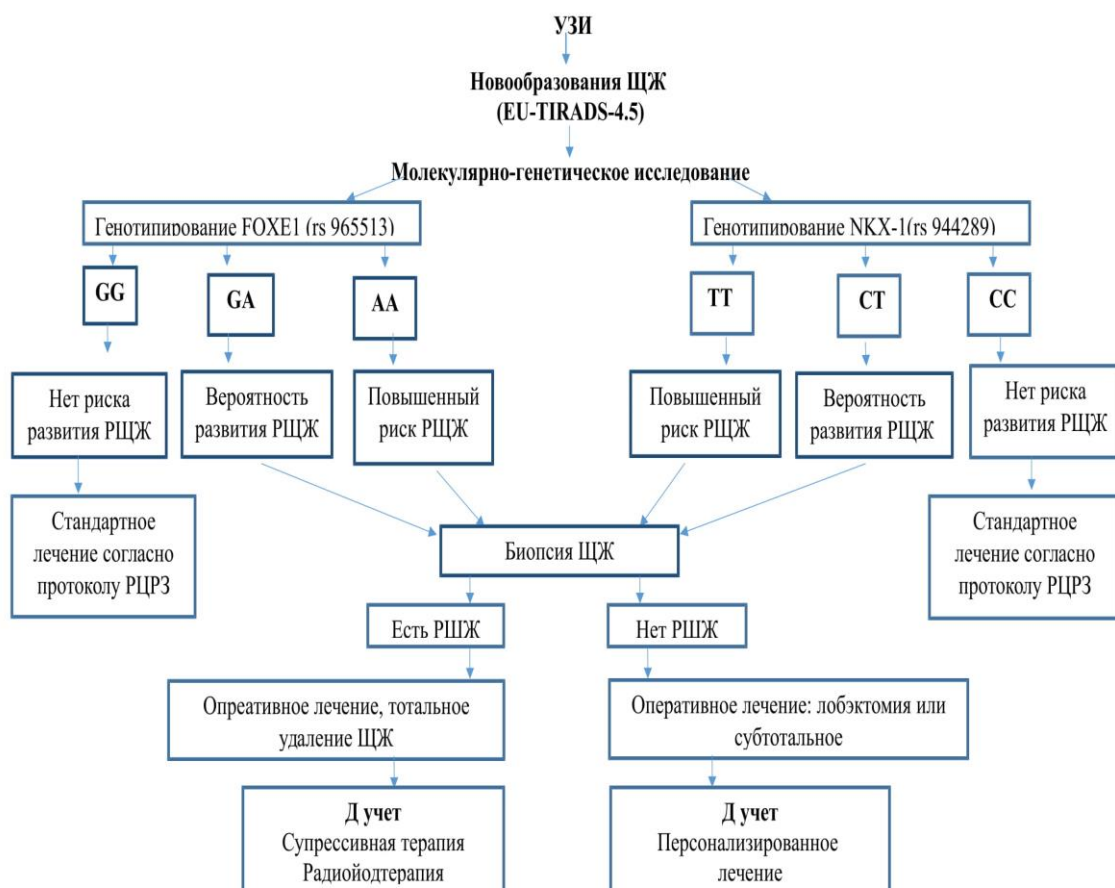 УЗИ
Новообразования ЩЖ
(EU-TIRADS-4.5)
Молекулярно-генетическое исследование
Генотипирование FOXE1 (rs 965513)
Генотипирование NKX-1(rs 944289)
GG
GA
AA
TT
CT
CC
Нет риска
развития РЩЖ
Вероятность
развития РЩЖ
Повышенный
риск РЩЖ
Повышенный
риск РЩЖ
Вероятность
развития РЩЖ
Нет риска
развития РЩЖ
Стандартное
лечение согласно
протоколу РЦРЗ
Стандартное
лечение согласно
протоколу РЦРЗ
Биопсия ЩЖ
Есть РШЖ
Нет РШЖ
Опреативное лечение, тотальное
удаление ЩЖ
Оперативное лечение: лобэктомия или
субтотальное
Д учет
Супрессивная терапия
Радиойодтерапия
Д учет
Персонализированное
лечение